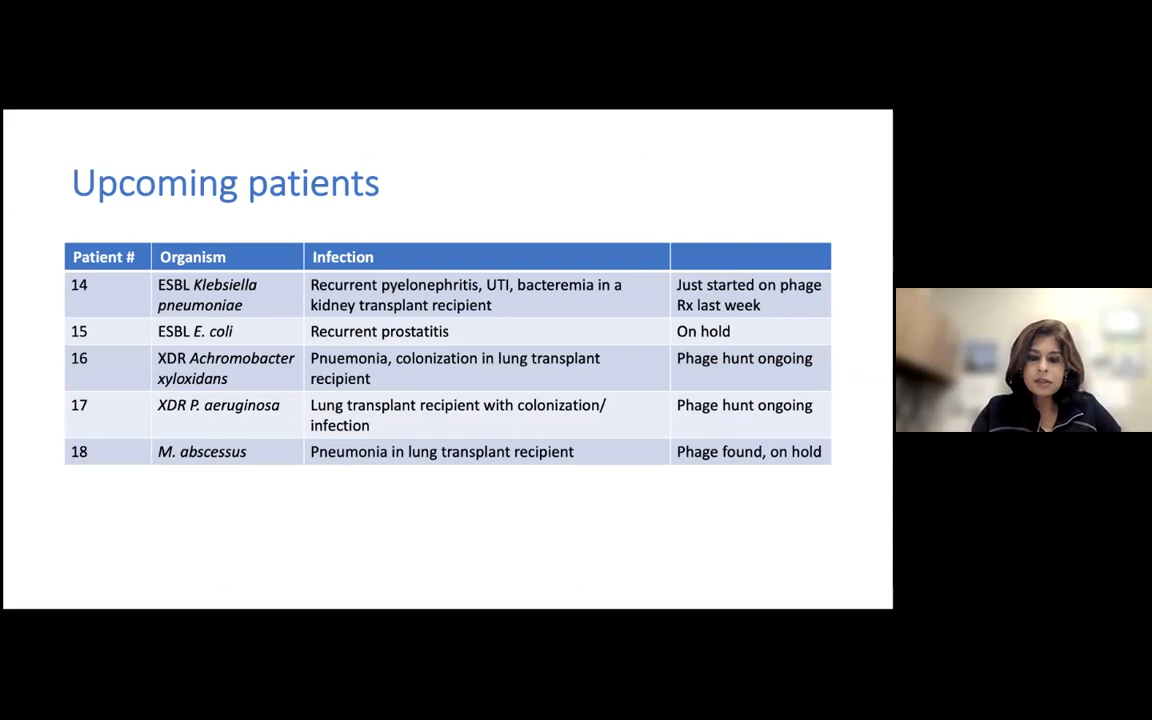 Upcoming patients
Patient # Organism Infection
14 ESBL Klebsiella Recurrent pyelonephritis, UTI, bacteremia in a Just started on phage
pneumoniae kidney transplant recipient Rx last week
15 ESBL E. coli Recurrent prostatitis On hold
16 XDR Achromobacter Pnuemonia, colonization in lung transplant Phage hunt ongoing
xyloxidans recipient
17 XDR P. aeruginosa Lung transplant recipient with colonization/ Phage hunt ongoing
infection
18 M. abscessus Pneumonia in lung transplant recipient Phage found, on hold